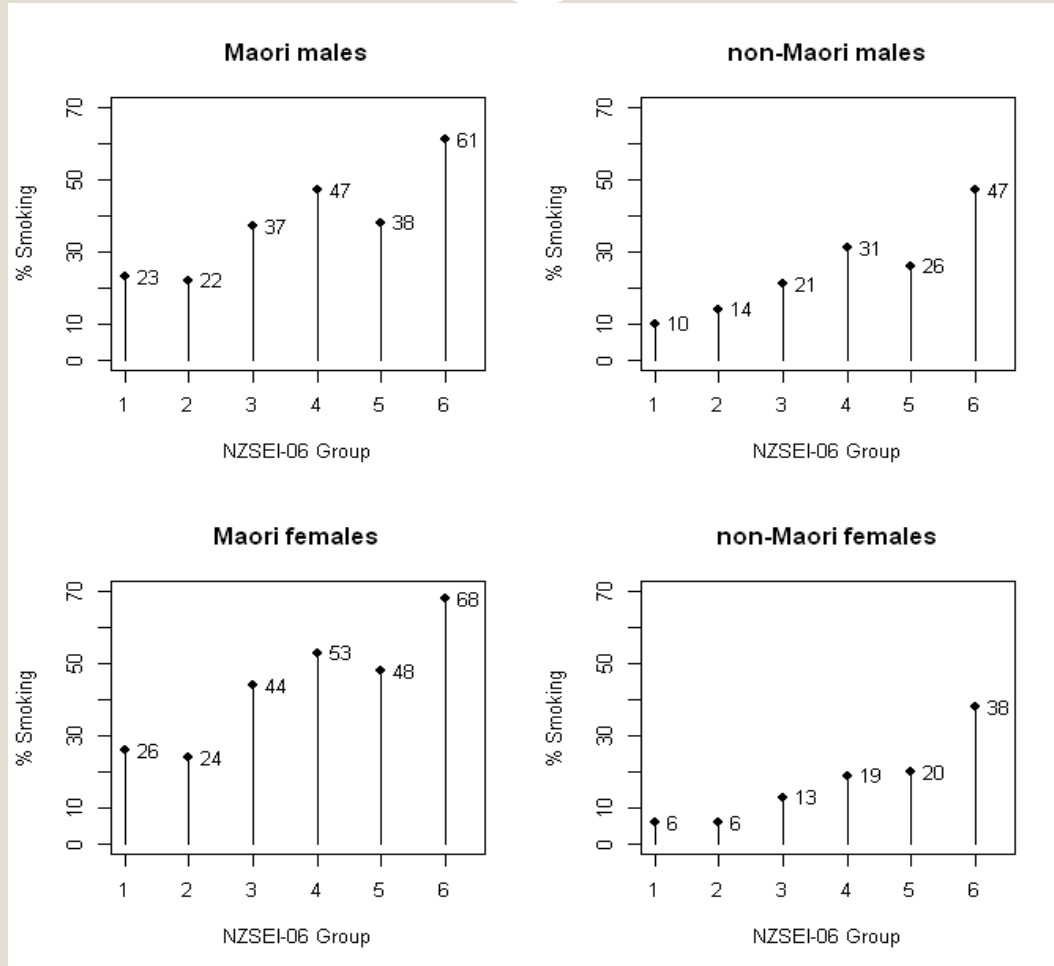 Maori males
% Smoking
70
50
30
10
0
23
22
37
47
38
61
1 2 3 4 5 6
NZSEI-06 Group
non-Maori males
% Smoking
70
50
30
10
0
10
14
21
31
26
47
1 2 3 4 5 6
NZSEI-06 Group
Maori females
% Smoking
70
50
30
10
0
26
24
44
53
48
68
1 2 3 4 5 6
NZSEI-06 Group
non-Maori females
% Smoking
70
50
30
10
0
6
6
13
19
20
38
1 2 3 4 5 6
NZSEI-06 Group